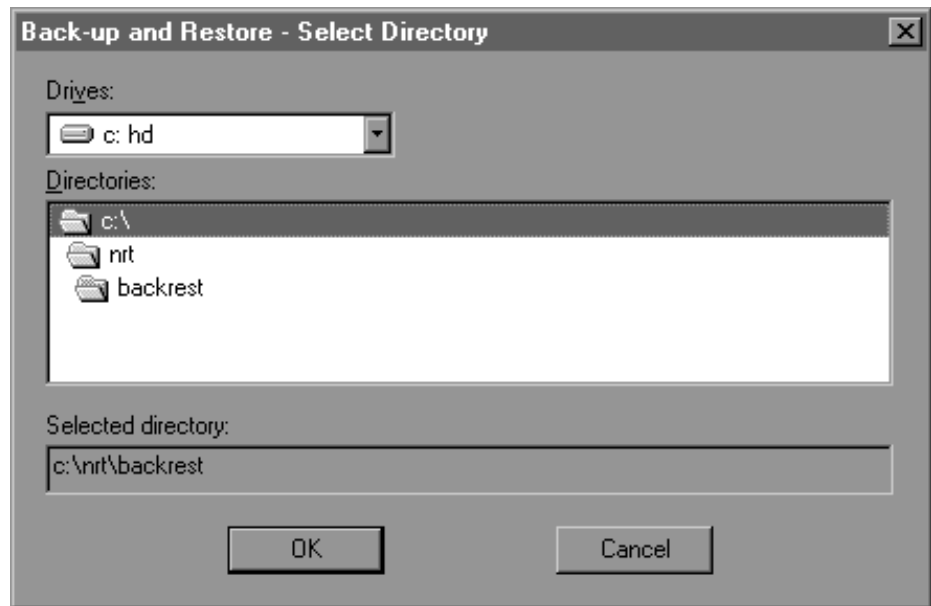 Back-up and Restore - Select Directory
Drives:
c: hd
Directories:
c:\
nrt
backrest
Selected directory:
c:\nrt\backrest
OK
Cancel